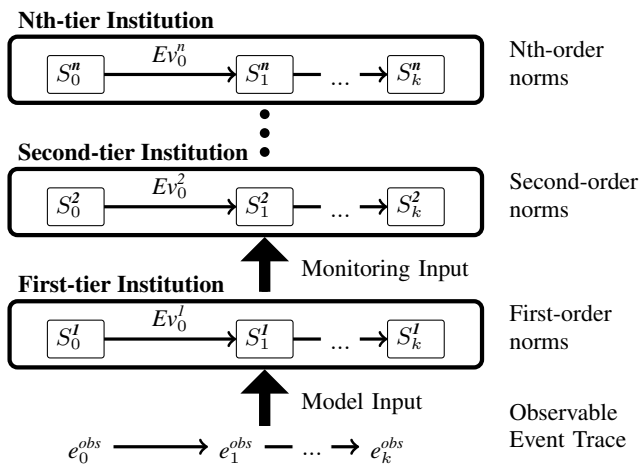 Nth-tier Institution
S_0^n Ev_0^n S_1^n ... S_k^n
Nth-order
norms
Second-tier Institution
S_0^2 Ev_0^2 S_1^2 ... S_k^2
Second-order
norms
Monitoring Input
First-tier Institution
S_0^1 Ev_0^1 S_1^1 ... S_k^1
First-order
norms
Model Input
e_0^obs e_1^obs ... e_k^obs
Observable
Event Trace